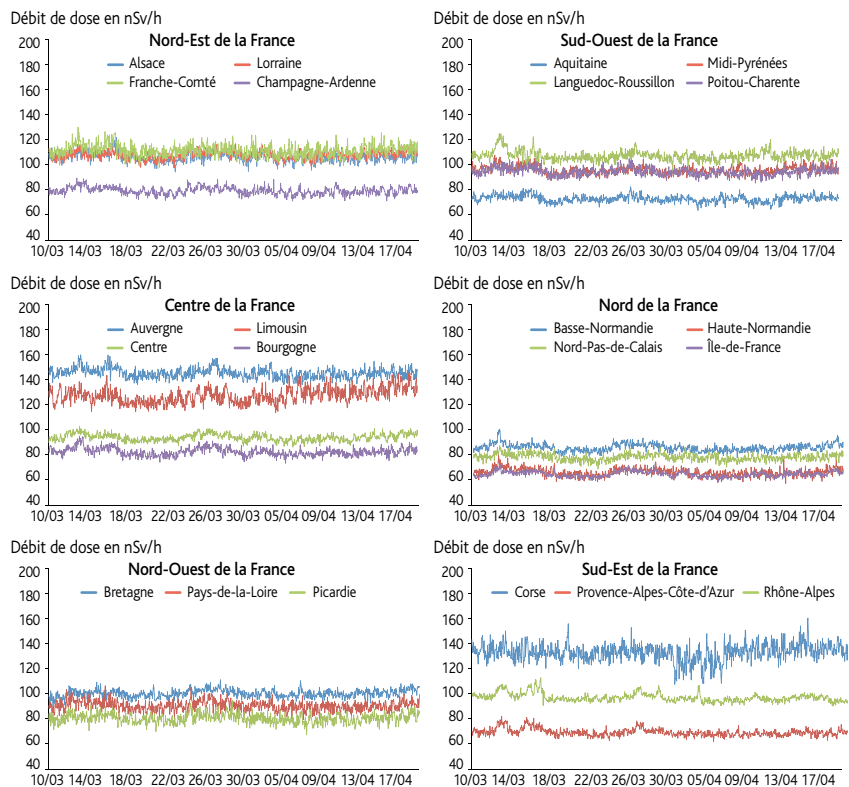 Débit de dose en nSv/h
Nord-Est de la France
Alsace Lorraine
Franche-Comté Champagne-Ardenne
200
180
160
140
120
100
80
60
40
10/03 14/03 18/03 22/03 26/03 30/03 05/04 09/04 13/04 17/04
Débit de dose en nSv/h
Sud-Ouest de la France
Aquitaine Midi-Pyrénées
Languedoc-Roussillon Poitou-Charente
200
180
160
140
120
100
80
60
40
10/03 14/03 18/03 22/03 26/03 30/03 05/04 09/04 13/04 17/04
Débit de dose en nSv/h
Centre de la France
Auvergne Limousin
Centre Bourgogne
200
180
160
140
120
100
80
60
40
10/03 14/03 18/03 22/03 26/03 30/03 05/04 09/04 13/04 17/04
Débit de dose en nSv/h
Nord de la France
Basse-Normandie Haute-Normandie
Nord-Pas-de-Calais Île-de-France
200
180
160
140
120
100
80
60
40
10/03 14/03 18/03 22/03 26/03 30/03 05/04 09/04 13/04 17/04
Débit de dose en nSv/h
Nord-Ouest de la France
Bretagne Pays-de-la-Loire Picardie
200
180
160
140
120
100
80
60
40
10/03 14/03 18/03 22/03 26/03 30/03 05/04 09/04 13/04 17/04
Débit de dose en nSv/h
Sud-Est de la France
Corse Provence-Alpes-Côte-d'Azur Rhône-Alpes
200
180
160
140
120
100
80
60
40
10/03 14/03 18/03 22/03 26/03 30/03 05/04 09/04 13/04 17/04